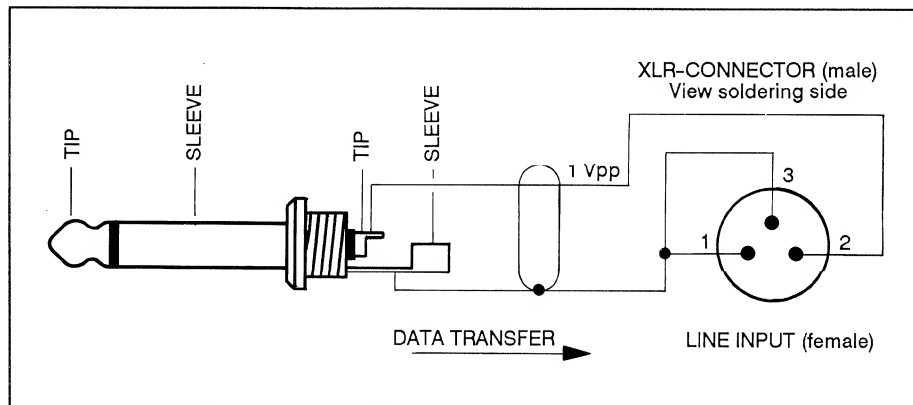 XLR-CONNECTOR (male)
View soldering side
TIP
SLEEVE
TIP
SLEEVE
1 Vpp
3
1
2
DATA TRANSFER
LINE INPUT (female)